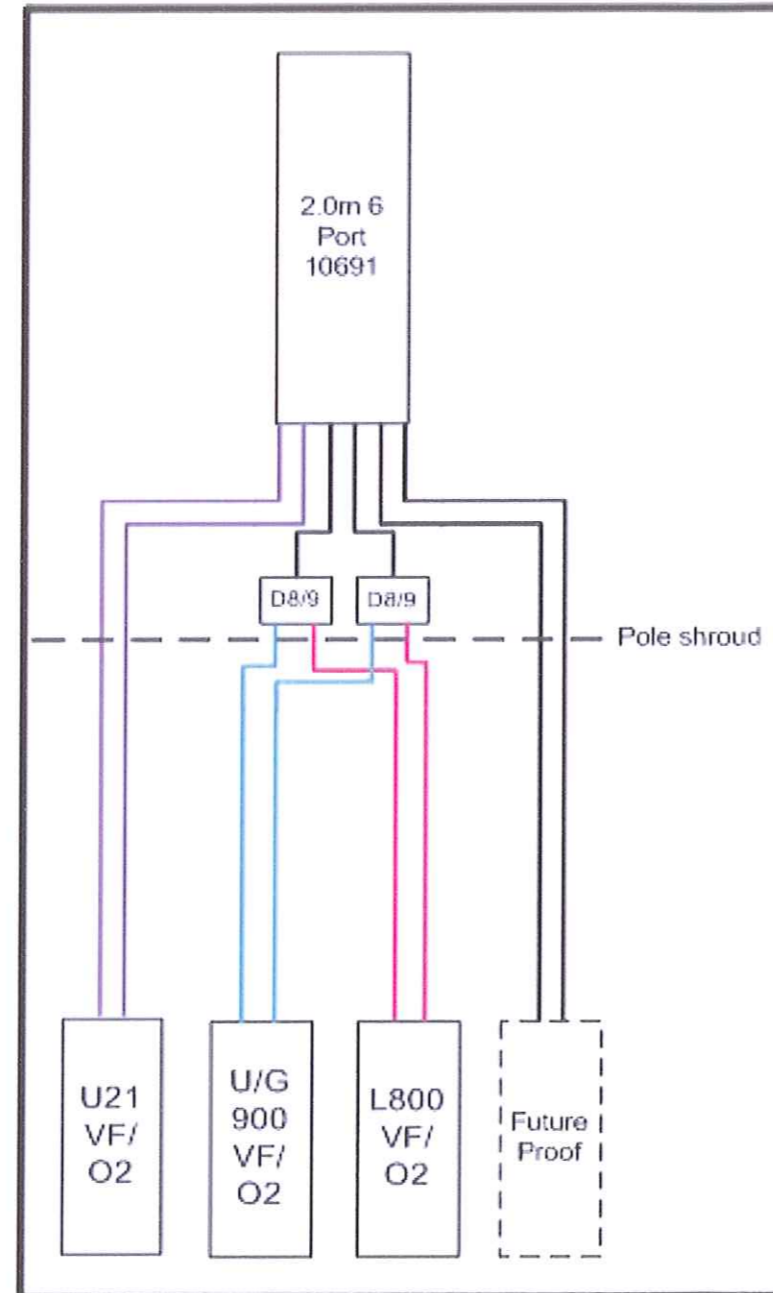 2.0m 6
Port
10691
D8/9
D8/9
Pole shroud
U21
VF/
O2
U/G
900
VF/
O2
L800
VF/
O2
Future
Proof